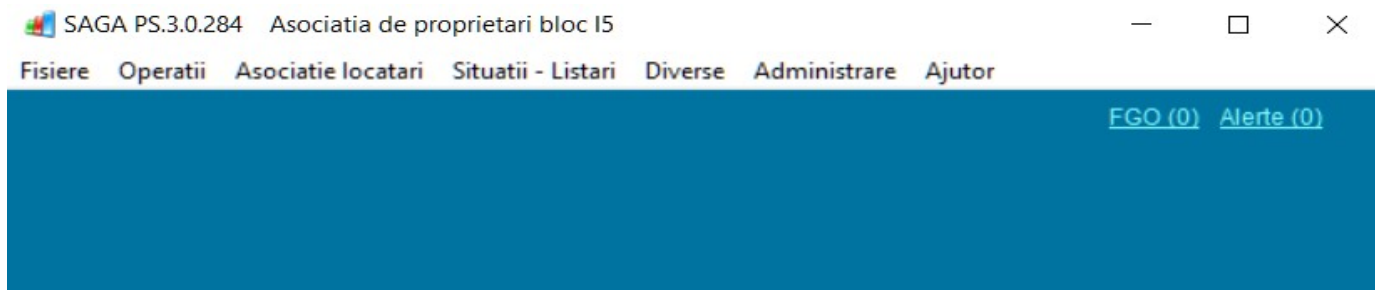 SAGA PS.3.0.284 Asociatia de proprietari bloc I5
Fisiere Operatii Asociatie locatari Situatii - Listari Diverse Administrare Ajutor
FGO (0) Alerte (0)